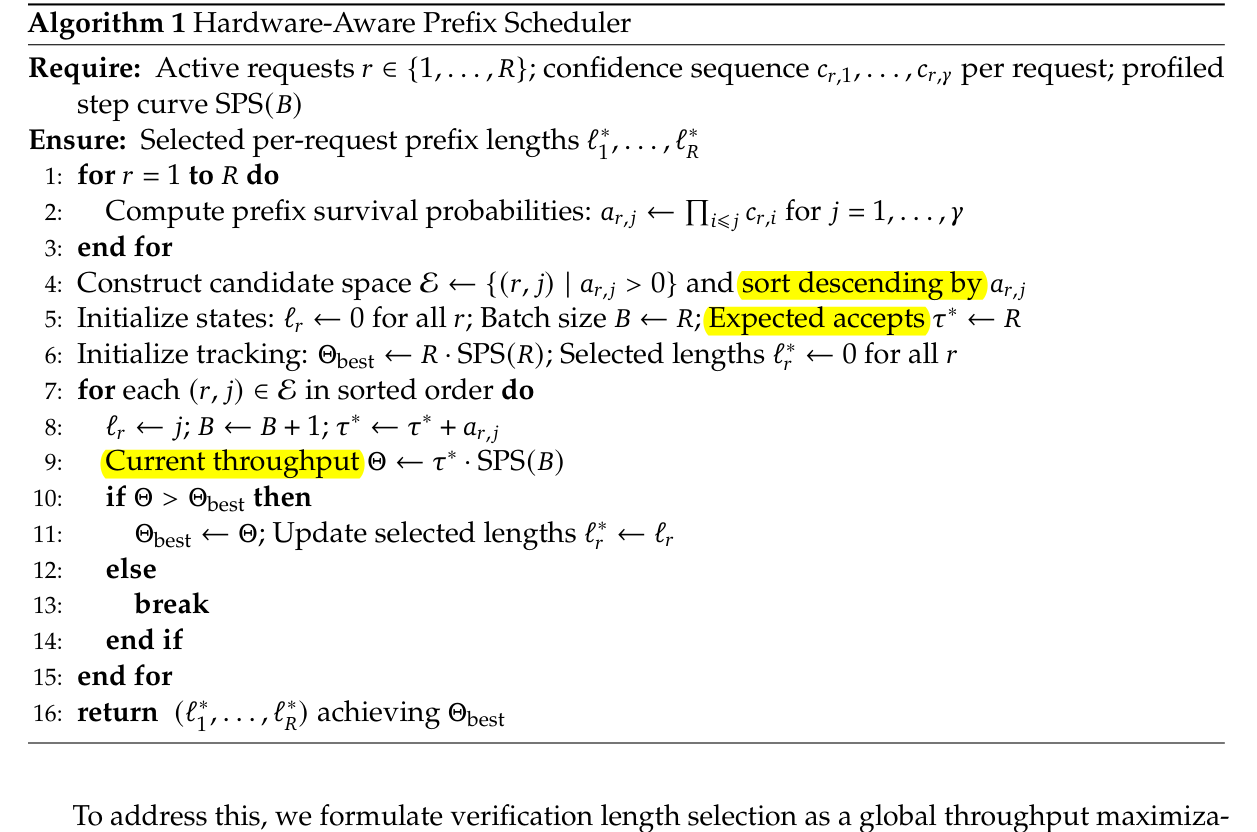 Algorithm 1 Hardware-Aware Prefix Scheduler
Require: Active requests r ∈ {1, . . . , R}; confidence sequence c_{r,1}, . . . , c_{r,γ} per request; profiled
step curve SPS(B)
Ensure: Selected per-request prefix lengths ℓ*_1, . . . , ℓ*_R
1: for r = 1 to R do
2: Compute prefix survival probabilities: a_{r,j} ← ∏_{i⩽j} c_{r,i} for j = 1, . . . , γ
3: end for
4: Construct candidate space ℰ ← {(r, j) | a_{r,j} > 0} and sort descending by a_{r,j}
5: Initialize states: ℓ_r ← 0 for all r; Batch size B ← R; Expected accepts τ* ← R
6: Initialize tracking: Θ_best ← R · SPS(R); Selected lengths ℓ*_r ← 0 for all r
7: for each (r, j) ∈ ℰ in sorted order do
8: ℓ_r ← j; B ← B + 1; τ* ← τ* + a_{r,j}
9: Current throughput Θ ← τ* · SPS(B)
10: if Θ > Θ_best then
11: Θ_best ← Θ; Update selected lengths ℓ*_r ← ℓ_r
12: else
13: break
14: end if
15: end for
16: return (ℓ*_1, . . . , ℓ*_R) achieving Θ_best
To address this, we formulate verification length selection as a global throughput maximiza-